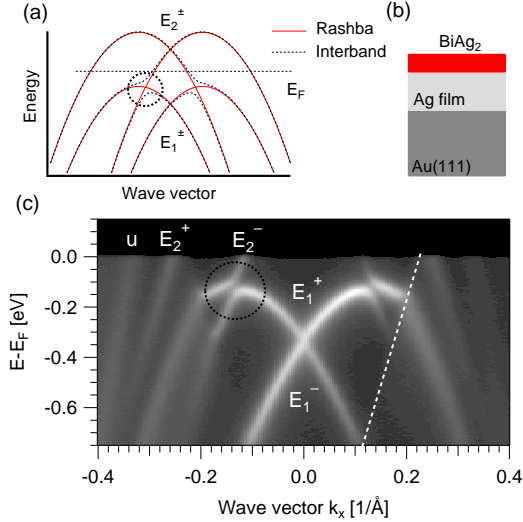 (a)
E₂±
Rashba
Interband
Energy
E_F
E₁±
Wave vector
(b)
BiAg₂
Ag film
Au(111)
(c)
u E₂⁺ E₂⁻
E₁⁺
E₁⁻
E-E_F [eV]
0.0
-0.2
-0.4
-0.6
-0.4 -0.2 0.0 0.2 0.4
Wave vector kₓ [1/Å]